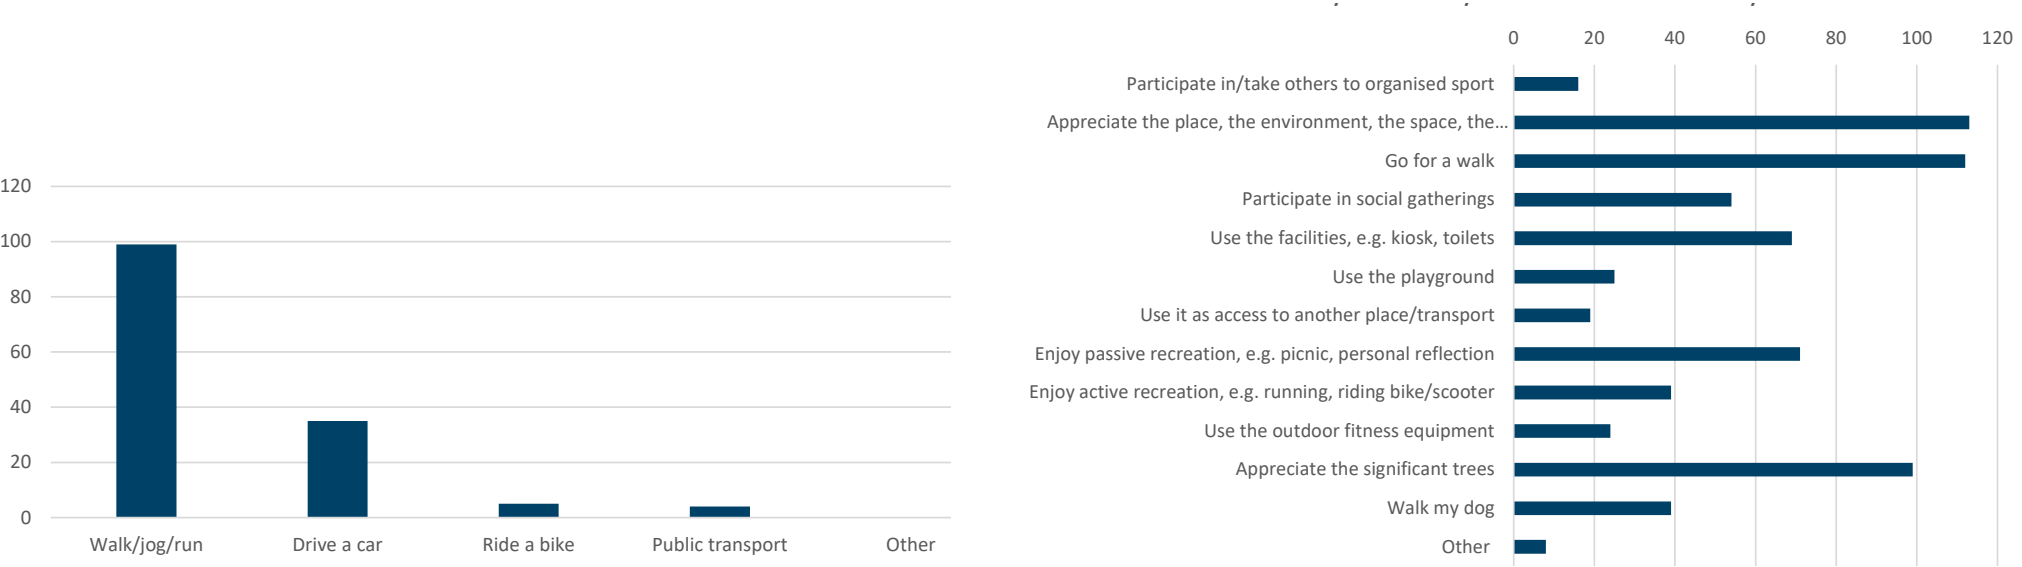 120
100
80
60
40
20
0
Walk/jog/run Drive a car Ride a bike Public transport Other
0 20 40 60 80 100 120
Participate in/take others to organised sport
Appreciate the place, the environment, the space, the...
Go for a walk
Participate in social gatherings
Use the facilities, e.g. kiosk, toilets
Use the playground
Use it as access to another place/transport
Enjoy passive recreation, e.g. picnic, personal reflection
Enjoy active recreation, e.g. running, riding bike/scooter
Use the outdoor fitness equipment
Appreciate the significant trees
Walk my dog
Other